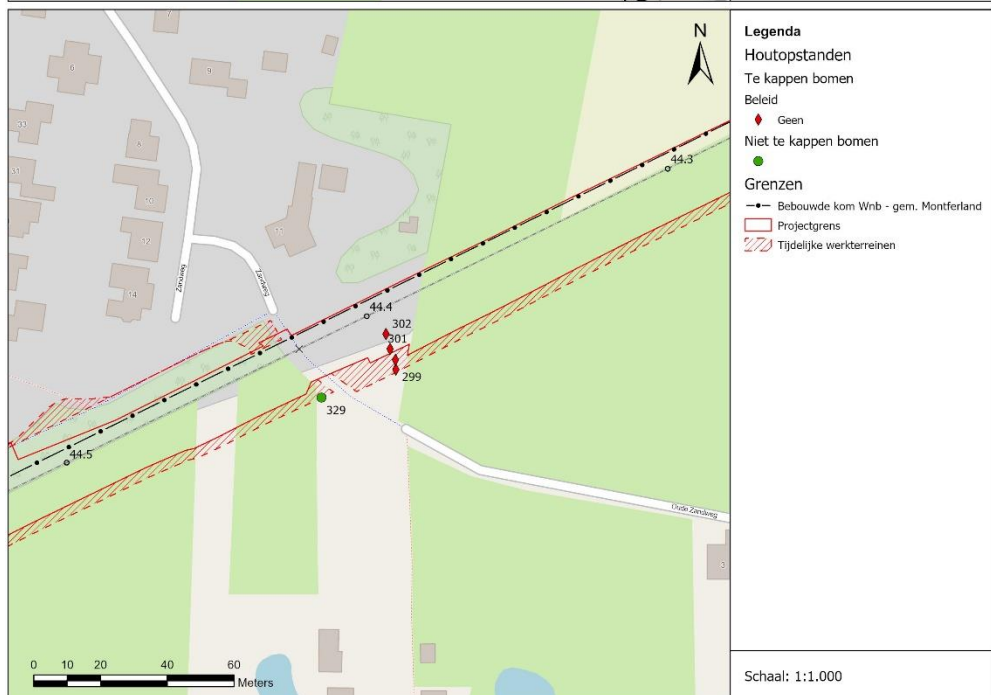 Legenda
Houtopstanden
Te kappen bomen
Beleid
Geen
Niet te kappen bomen
Grenzen
Bebouwde kom Wnb - gem. Montferland
Projectgrens
Tijdelijke werkterreinen
N
7
6
9
33
8
31
10
11
12
14
Zandweg
Zandweg
44.3
44.4
302
301
299
329
44.5
Oude Zandweg
3
0 10 20 40 60
Meters
Schaal: 1:1.000